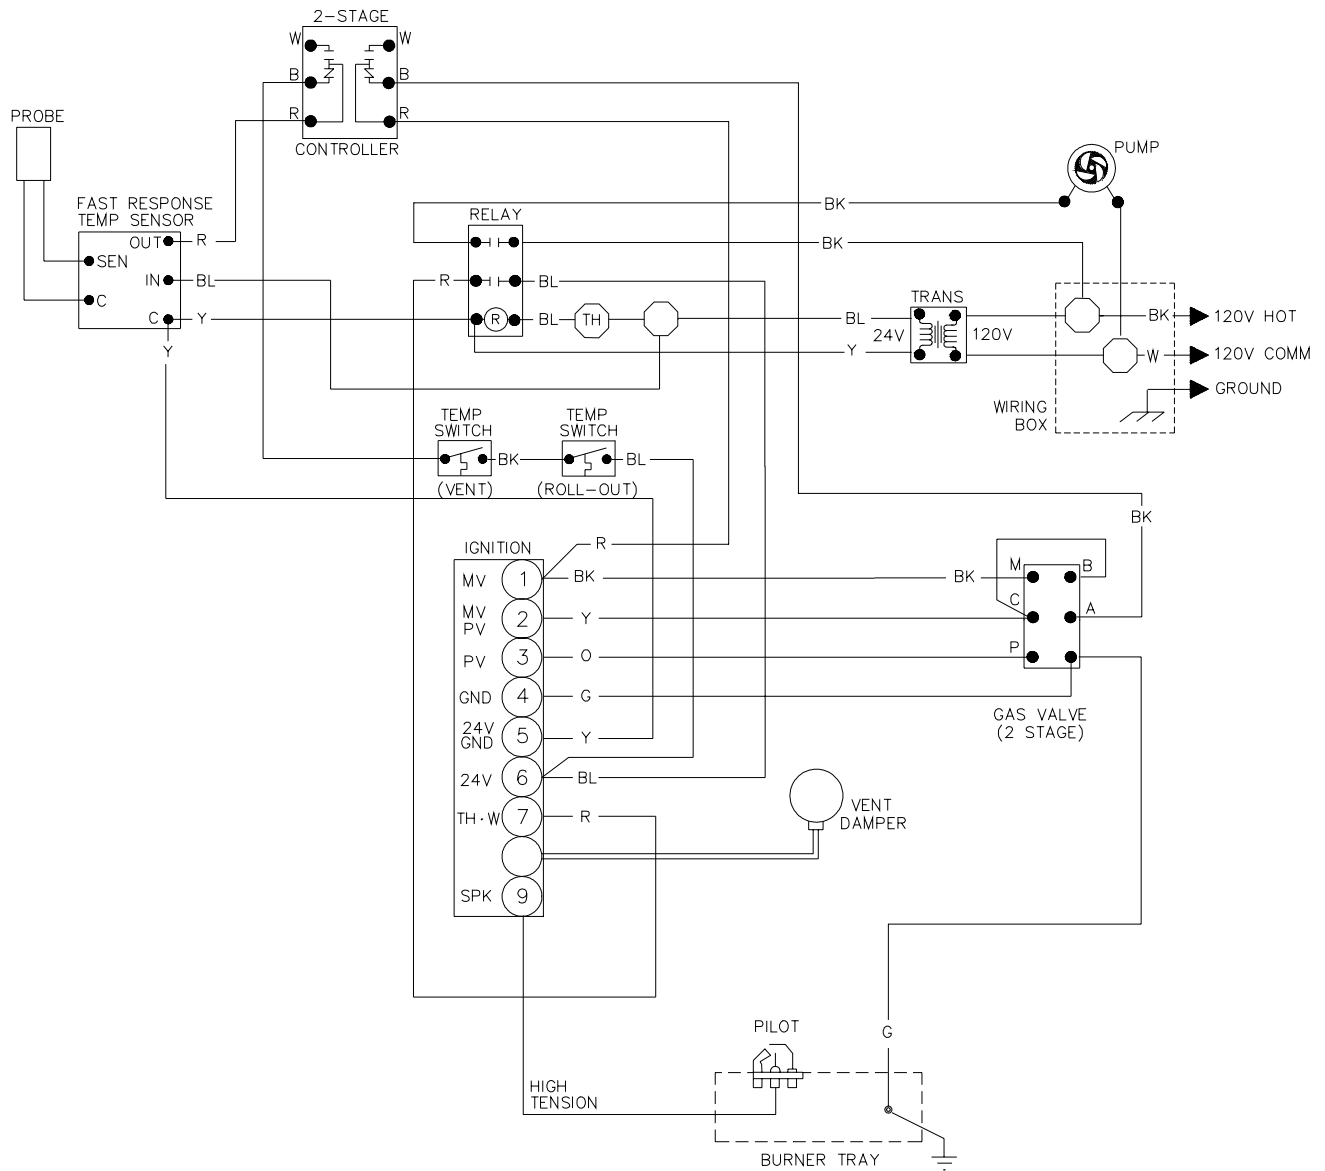 2-STAGE
W
W
B
B
R
R
CONTROLLER
PROBE
FAST RESPONSE
TEMP SENSOR
OUT
R
SEN
IN
BL
C
C
Y
Y
RELAY
R
BL
R
BL
TH
BK
BK
PUMP
TRANS
BL
24V
120V
Y
BK
120V HOT
W
120V COMM
GROUND
WIRING
BOX
TEMP
SWITCH
BK
(VENT)
TEMP
SWITCH
BL
(ROLL-OUT)
BK
IGNITION
R
MV
1
BK
BK
M
B
MV
PV
2
Y
C
A
PV
3
O
P
GND
4
G
GAS VALVE
(2 STAGE)
24V
GND
5
Y
24V
6
BL
TH·W
7
R
VENT
DAMPER
SPK
9
G
PILOT
HIGH
TENSION
BURNER TRAY